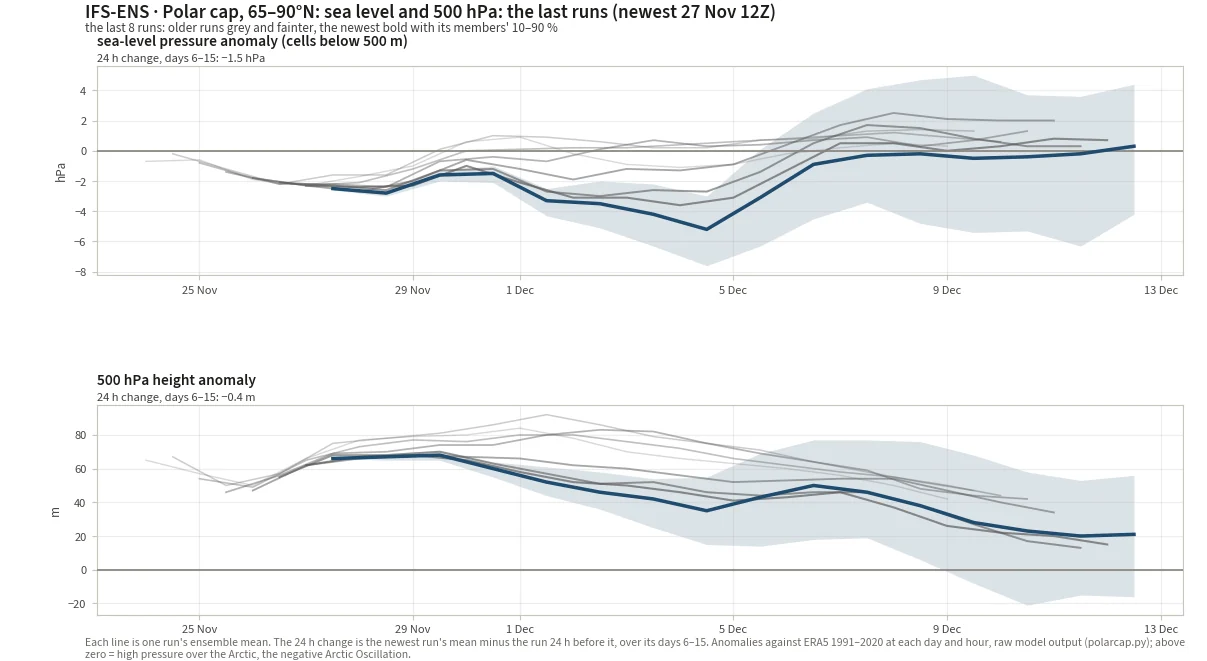 IFS-ENS · Polar cap, 65–90°N: sea level and 500 hPa: the last runs (newest 27 Nov 12Z)
the last 8 runs: older runs grey and fainter, the newest bold with its members' 10–90 %
sea-level pressure anomaly (cells below 500 m)
24 h change, days 6–15: −1.5 hPa
4
2
0
−2
−4
−6
−8
hPa
25 Nov
29 Nov
1 Dec
5 Dec
9 Dec
13 Dec
500 hPa height anomaly
24 h change, days 6–15: −0.4 m
80
60
40
20
0
−20
m
25 Nov
29 Nov
1 Dec
5 Dec
9 Dec
13 Dec
Each line is one run's ensemble mean. The 24 h change is the newest run's mean minus the run 24 h before it, over its days 6–15. Anomalies against ERA5 1991–2020 at each day and hour, raw model output (polarcap.py); above
zero = high pressure over the Arctic, the negative Arctic Oscillation.